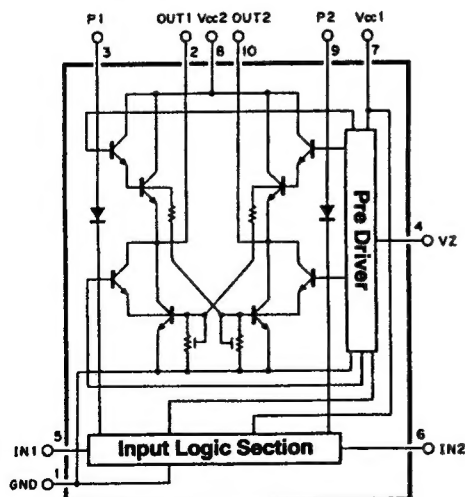 P1 OUT1 Vcc2 OUT2 P2 Vcc1
3 2 8 10 9 7
Pre Driver
4 VZ
5 6
IN1 Input Logic Section IN2
1
GND